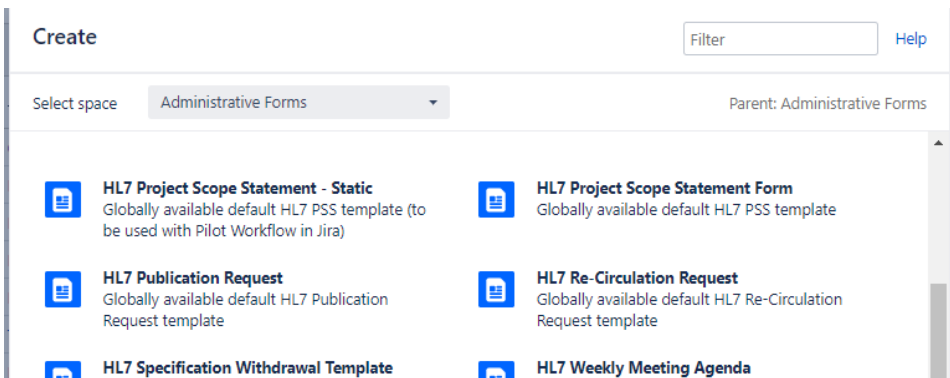 Create
Filter
Help
Select space
Administrative Forms
Parent: Administrative Forms
HL7 Project Scope Statement - Static
Globally available default HL7 PSS template (to
be used with Pilot Workflow in Jira)
HL7 Project Scope Statement Form
Globally available default HL7 PSS template
HL7 Publication Request
Globally available default HL7 Publication
Request template
HL7 Re-Circulation Request
Globally available default HL7 Re-Circulation
Request template
HL7 Specification Withdrawal Template
HL7 Weekly Meeting Agenda